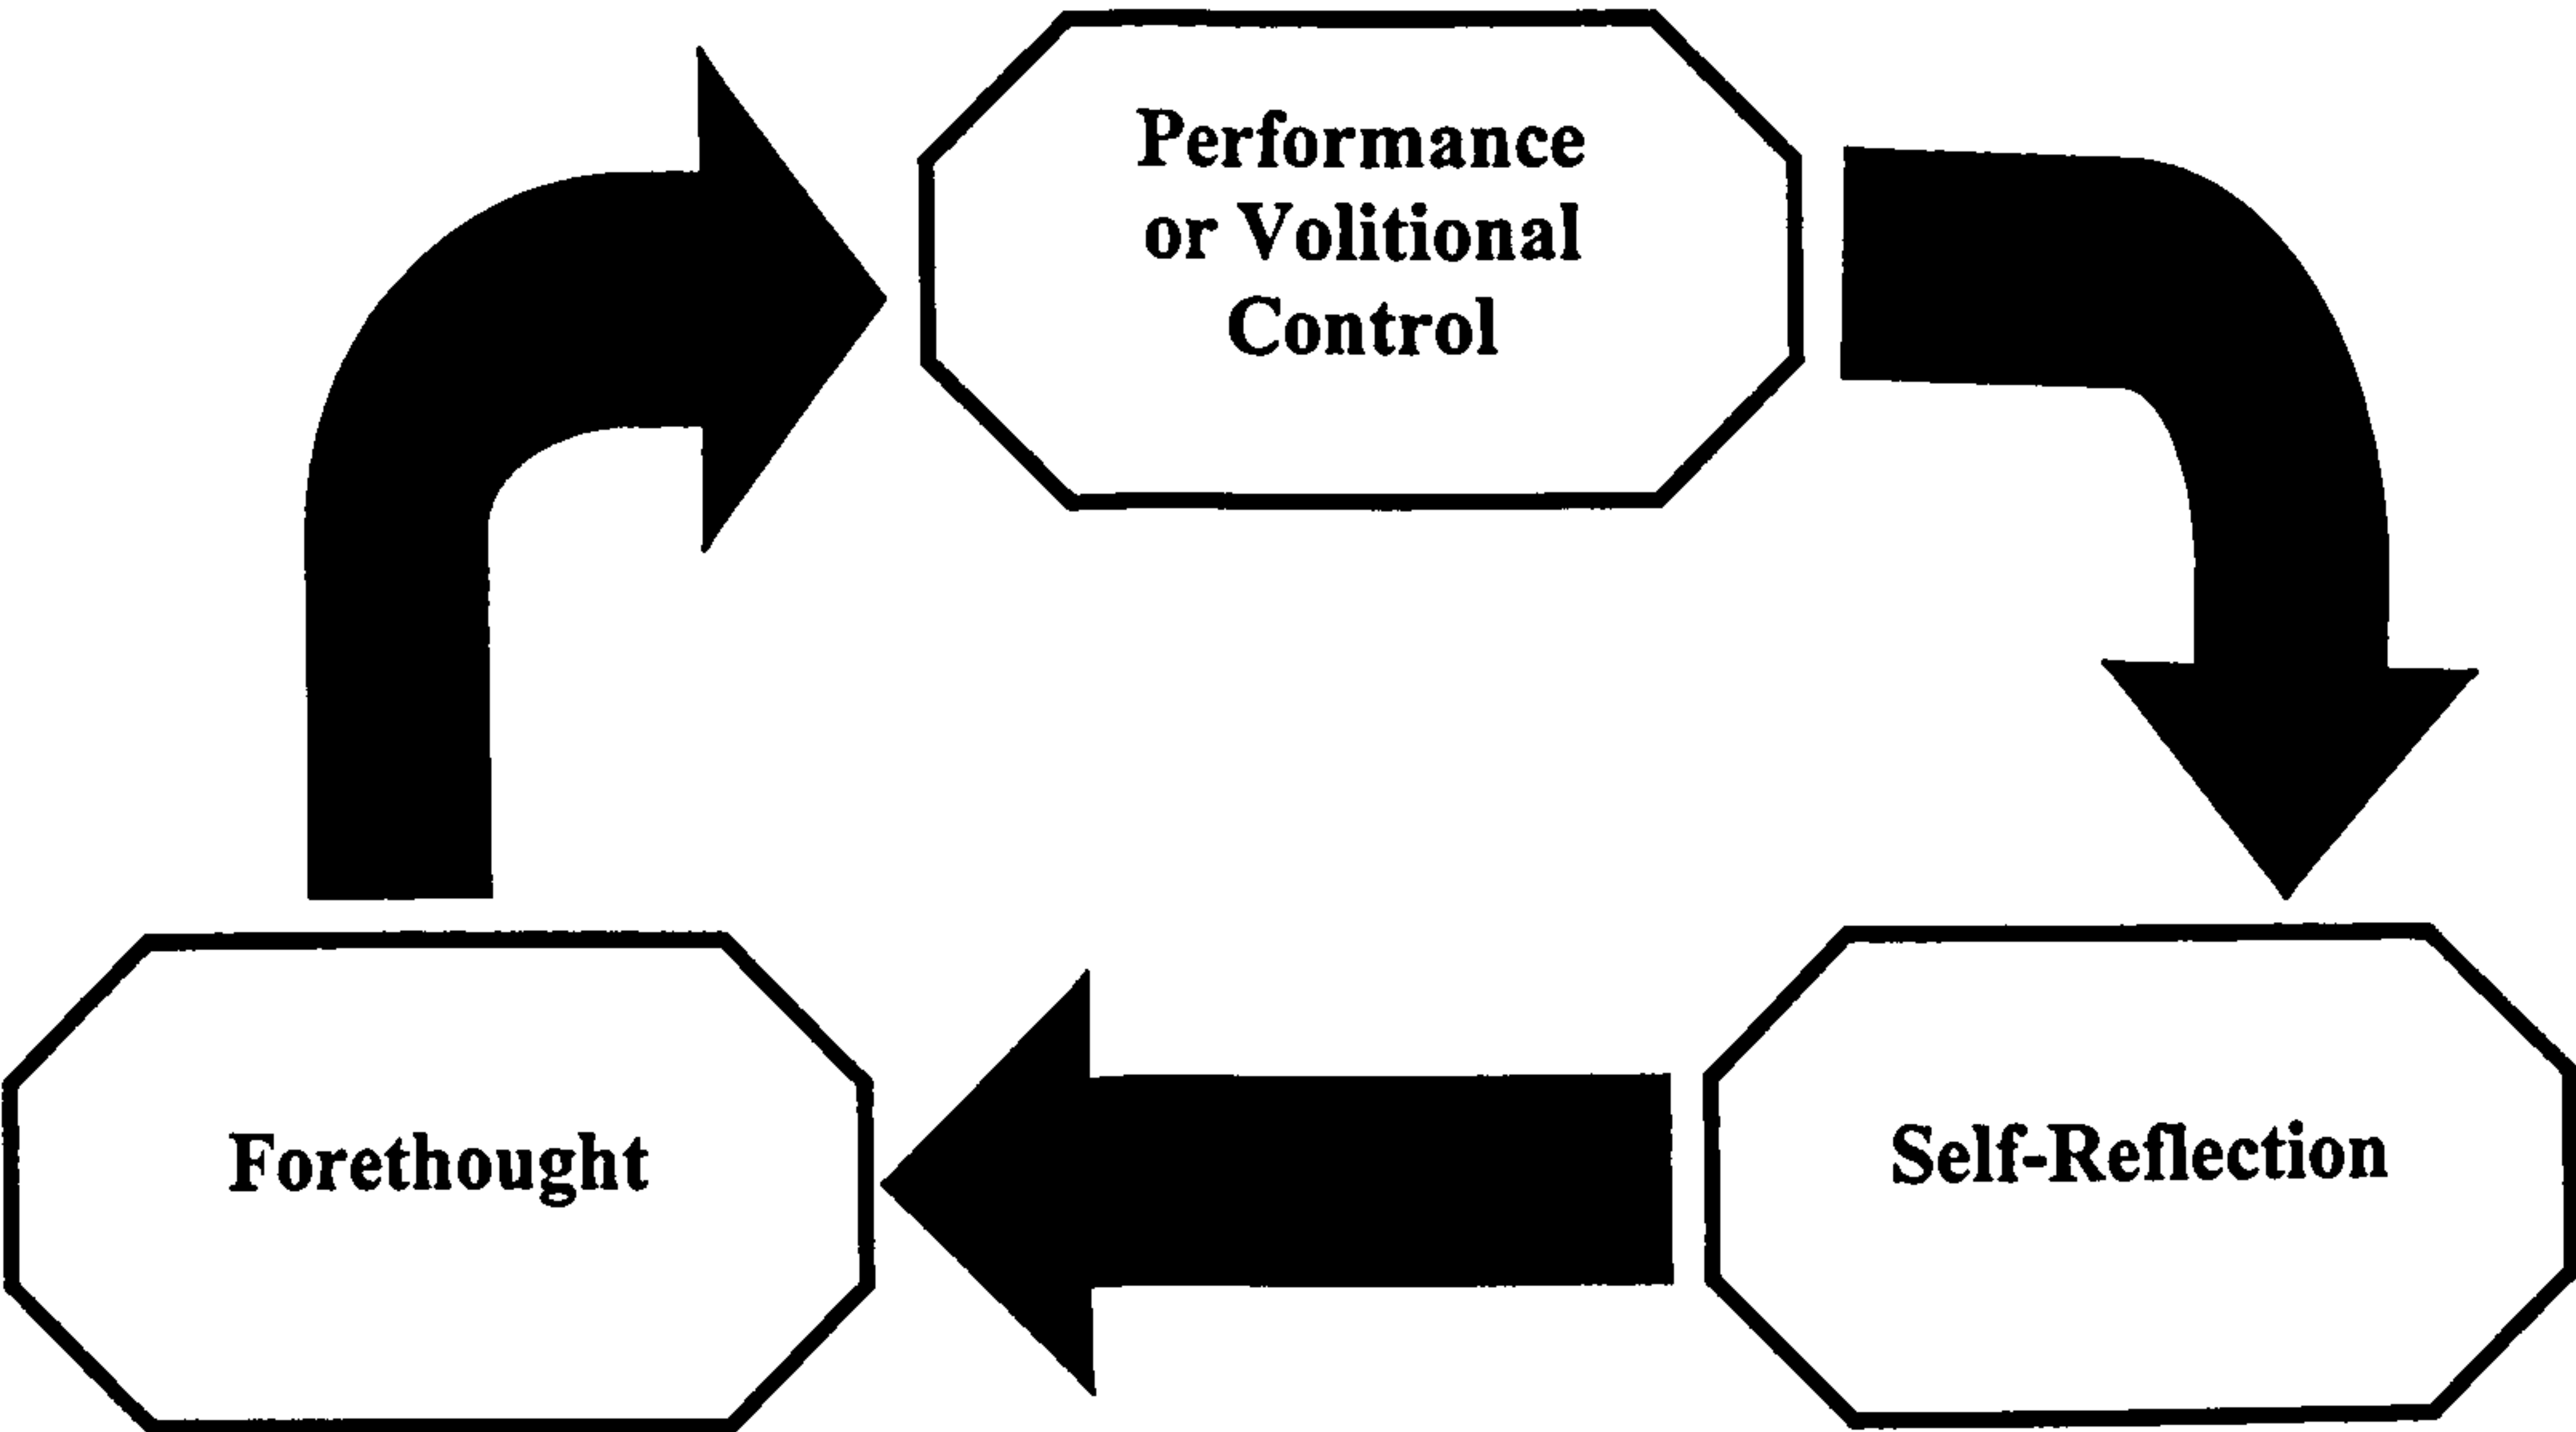 Performance
or Volitional
Control
Forethought
Self-Reflection